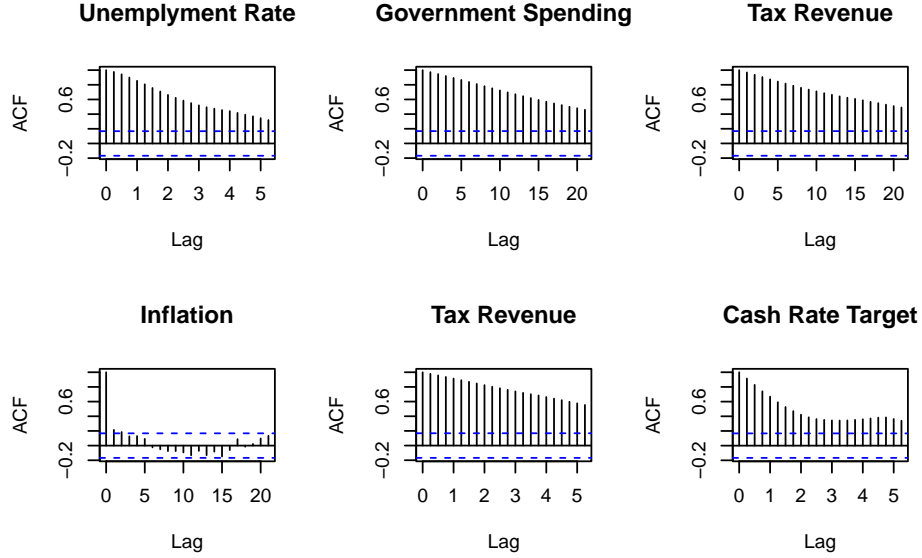 Unemplyment Rate
Government Spending
Tax Revenue
ACF
−0.2 0.6
0 1 2 3 4 5
Lag
ACF
−0.2 0.6
0 5 10 15 20
Lag
ACF
−0.2 0.6
0 5 10 15 20
Lag
Inflation
Tax Revenue
Cash Rate Target
ACF
−0.2 0.6
0 5 10 15 20
Lag
ACF
−0.2 0.6
0 1 2 3 4 5
Lag
ACF
−0.2 0.6
0 1 2 3 4 5
Lag